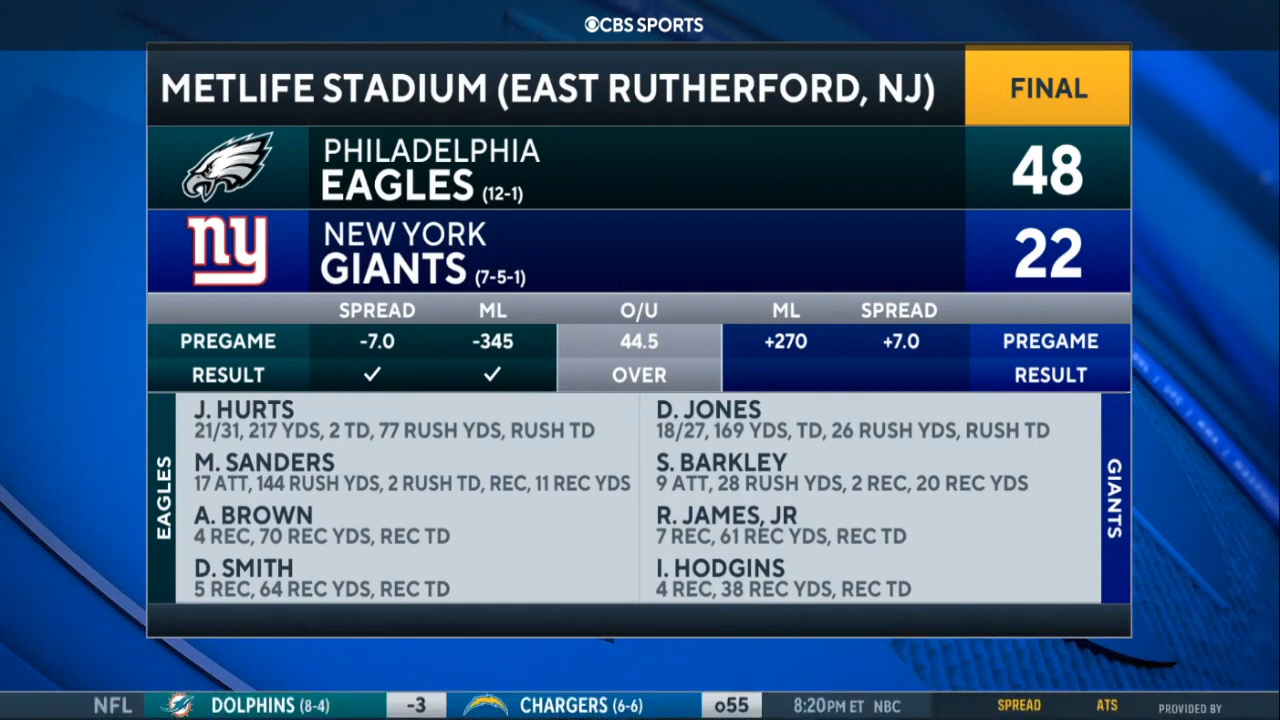 CBS SPORTS
METLIFE STADIUM (EAST RUTHERFORD, NJ) FINAL
PHILADELPHIA
EAGLES (12-1) 48
ny NEW YORK
GIANTS (7-5-1) 22
SPREAD ML O/U ML SPREAD
PREGAME -7.0 -345 44.5 +270 +7.0 PREGAME
RESULT ✓ ✓ OVER RESULT
EAGLES
J. HURTS
21/31, 217 YDS, 2 TD, 77 RUSH YDS, RUSH TD
M. SANDERS
17 ATT, 144 RUSH YDS, 2 RUSH TD, REC, 11 REC YDS
A. BROWN
4 REC, 70 REC YDS, REC TD
D. SMITH
5 REC, 64 REC YDS, REC TD
D. JONES
18/27, 169 YDS, TD, 26 RUSH YDS, RUSH TD
S. BARKLEY
9 ATT, 28 RUSH YDS, 2 REC, 20 REC YDS
R. JAMES, JR
7 REC, 61 REC YDS, REC TD
I. HODGINS
4 REC, 38 REC YDS, REC TD
GIANTS
NFL DOLPHINS (8-4) -3 CHARGERS (6-6) o55 8:20PM ET NBC SPREAD ATS PROVIDED BY